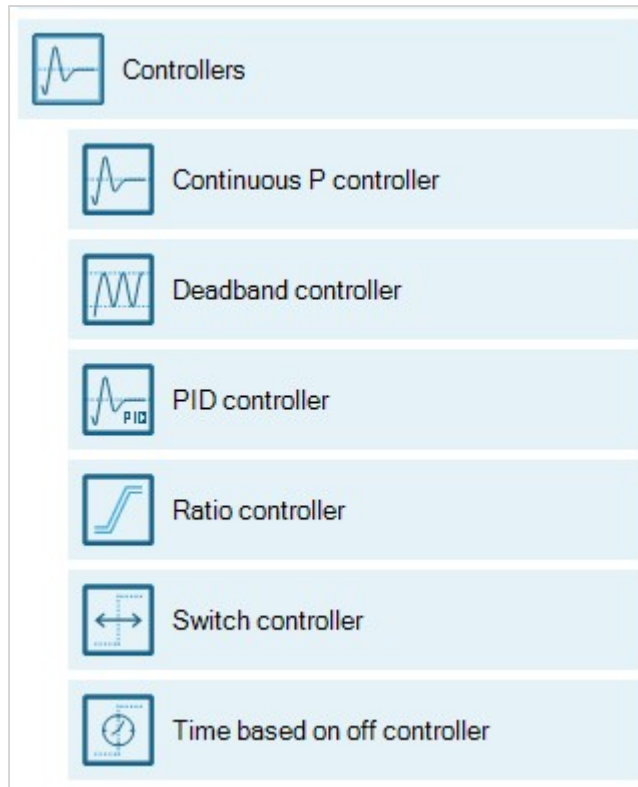 Controllers
Continuous P controller
Deadband controller
PID controller
PID
Ratio controller
Switch controller
Time based on off controller